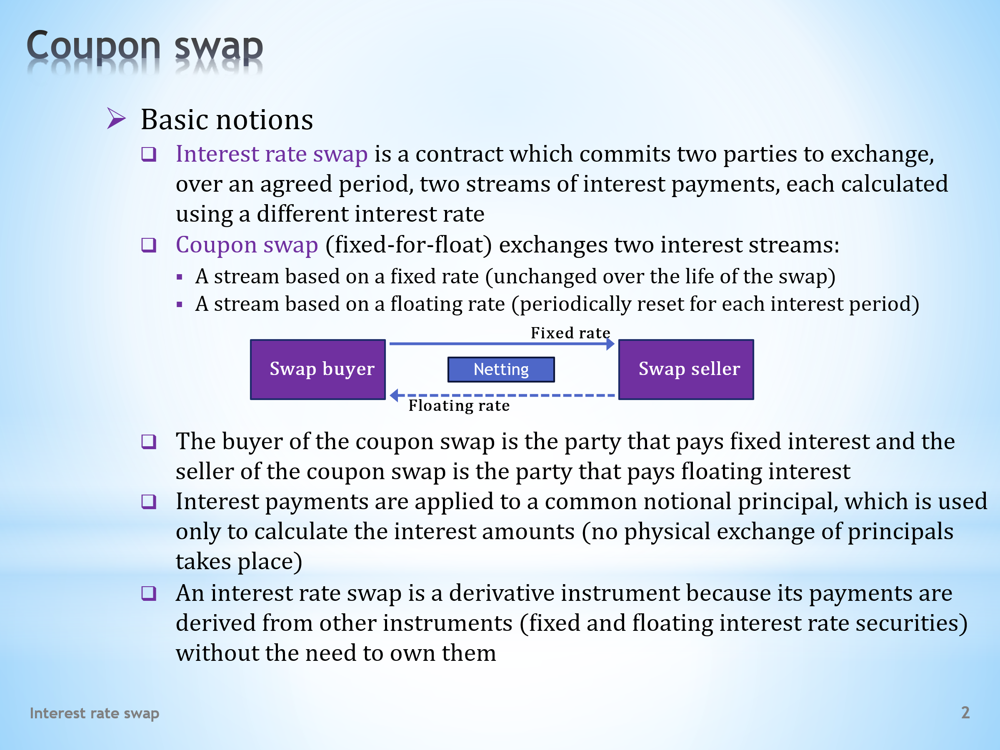 Coupon swap
Basic notions
Interest rate swap is a contract which commits two parties to exchange,
over an agreed period, two streams of interest payments, each calculated
using a different interest rate
Coupon swap (fixed-for-float) exchanges two interest streams:
A stream based on a fixed rate (unchanged over the life of the swap)
A stream based on a floating rate (periodically reset for each interest period)
Fixed rate
Swap buyer
Netting
Swap seller
Floating rate
The buyer of the coupon swap is the party that pays fixed interest and the
seller of the coupon swap is the party that pays floating interest
Interest payments are applied to a common notional principal, which is used
only to calculate the interest amounts (no physical exchange of principals
takes place)
An interest rate swap is a derivative instrument because its payments are
derived from other instruments (fixed and floating interest rate securities)
without the need to own them
Interest rate swap
2